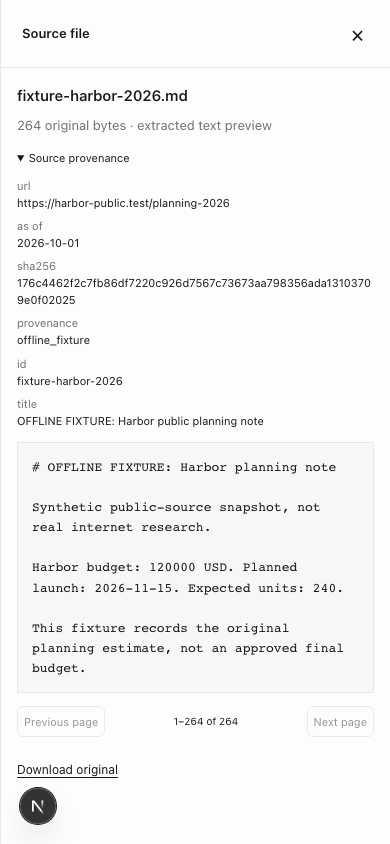 Source file
fixture-harbor-2026.md
264 original bytes · extracted text preview
▼ Source provenance
url
https://harbor-public.test/planning-2026
as of
2026-10-01
sha256
176c4462f2c7fb86df7220c926d7567c73673aa798356ada1310370
9e0f02025
provenance
offline_fixture
id
fixture-harbor-2026
title
OFFLINE FIXTURE: Harbor public planning note
# OFFLINE FIXTURE: Harbor planning note
Synthetic public-source snapshot, not
real internet research.
Harbor budget: 120000 USD. Planned
launch: 2026-11-15. Expected units: 240.
This fixture records the original
planning estimate, not an approved final
budget.
Previous page
1–264 of 264
Next page
Download original
N